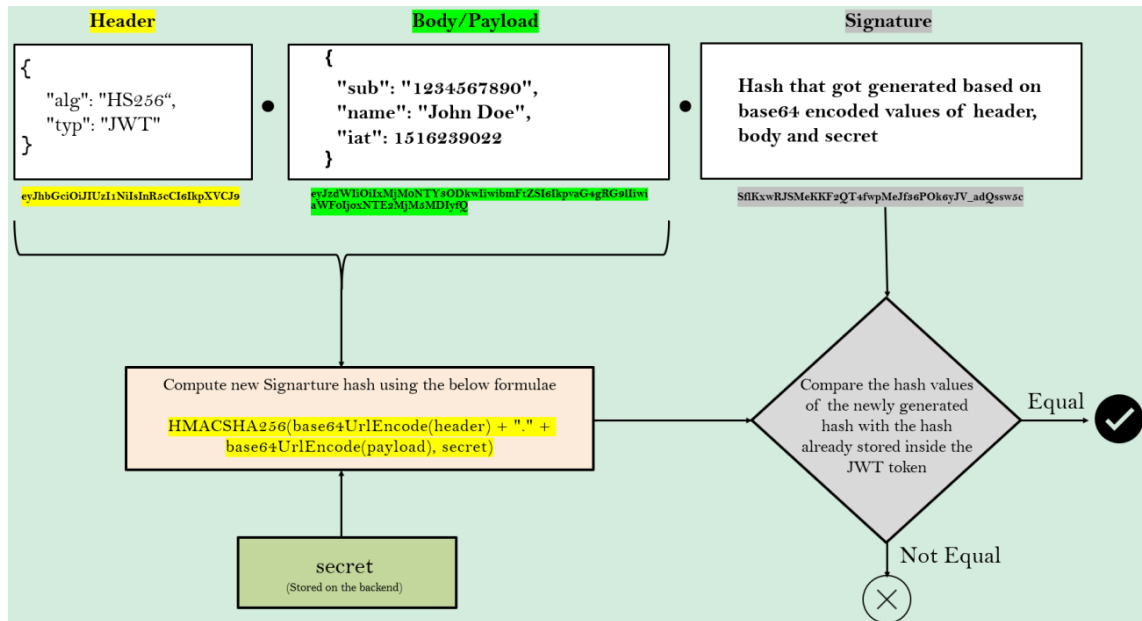 Header
Body/Payload
Signature
{
"alg": "HS256“,
"typ": "JWT"
}
{
"sub": "1234567890",
"name": "John Doe",
"iat": 1516239022
}
Hash that got generated based on
base64 encoded values of header,
body and secret
eyJhbGciOiJIUzI1NiIsInR5cCI6IkpXVCJ9
eyJzdWIiOiIxMjM0NTY3ODkwIiwibmFtZSI6IkpvaG4gRG9lIiwi
aWF0IjoxNTE2MjM5MDIyfQ
SflKxwRJSMeKKF2QT4fwpMeJf36POk6yJV_adQssw5c
Compute new Signarture hash using the below formulae
HMACSHA256(base64UrlEncode(header) + "." +
base64UrlEncode(payload), secret)
Compare the hash values
of the newly generated
hash with the hash
already stored inside the
JWT token
Equal
Not Equal
secret
(Stored on the backend)